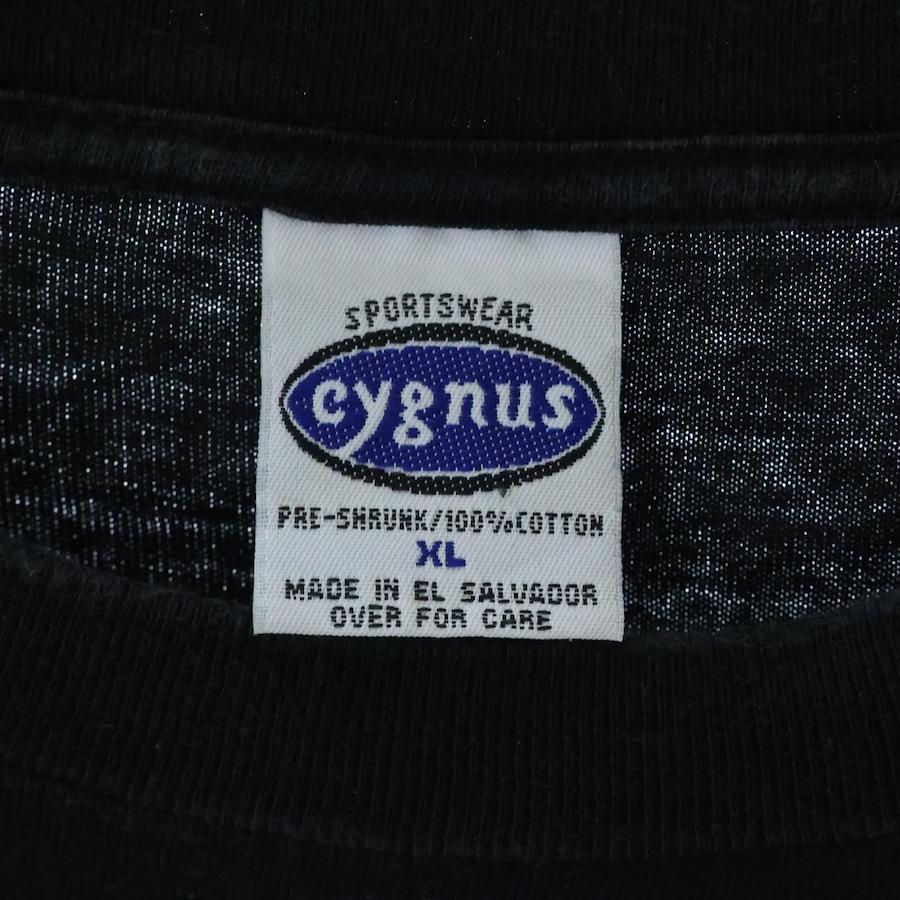 SPORTSWEAR
cygnus
PRE-SHRUNK/100%COTTON
XL
MADE IN EL SALVADOR
OVER FOR CARE